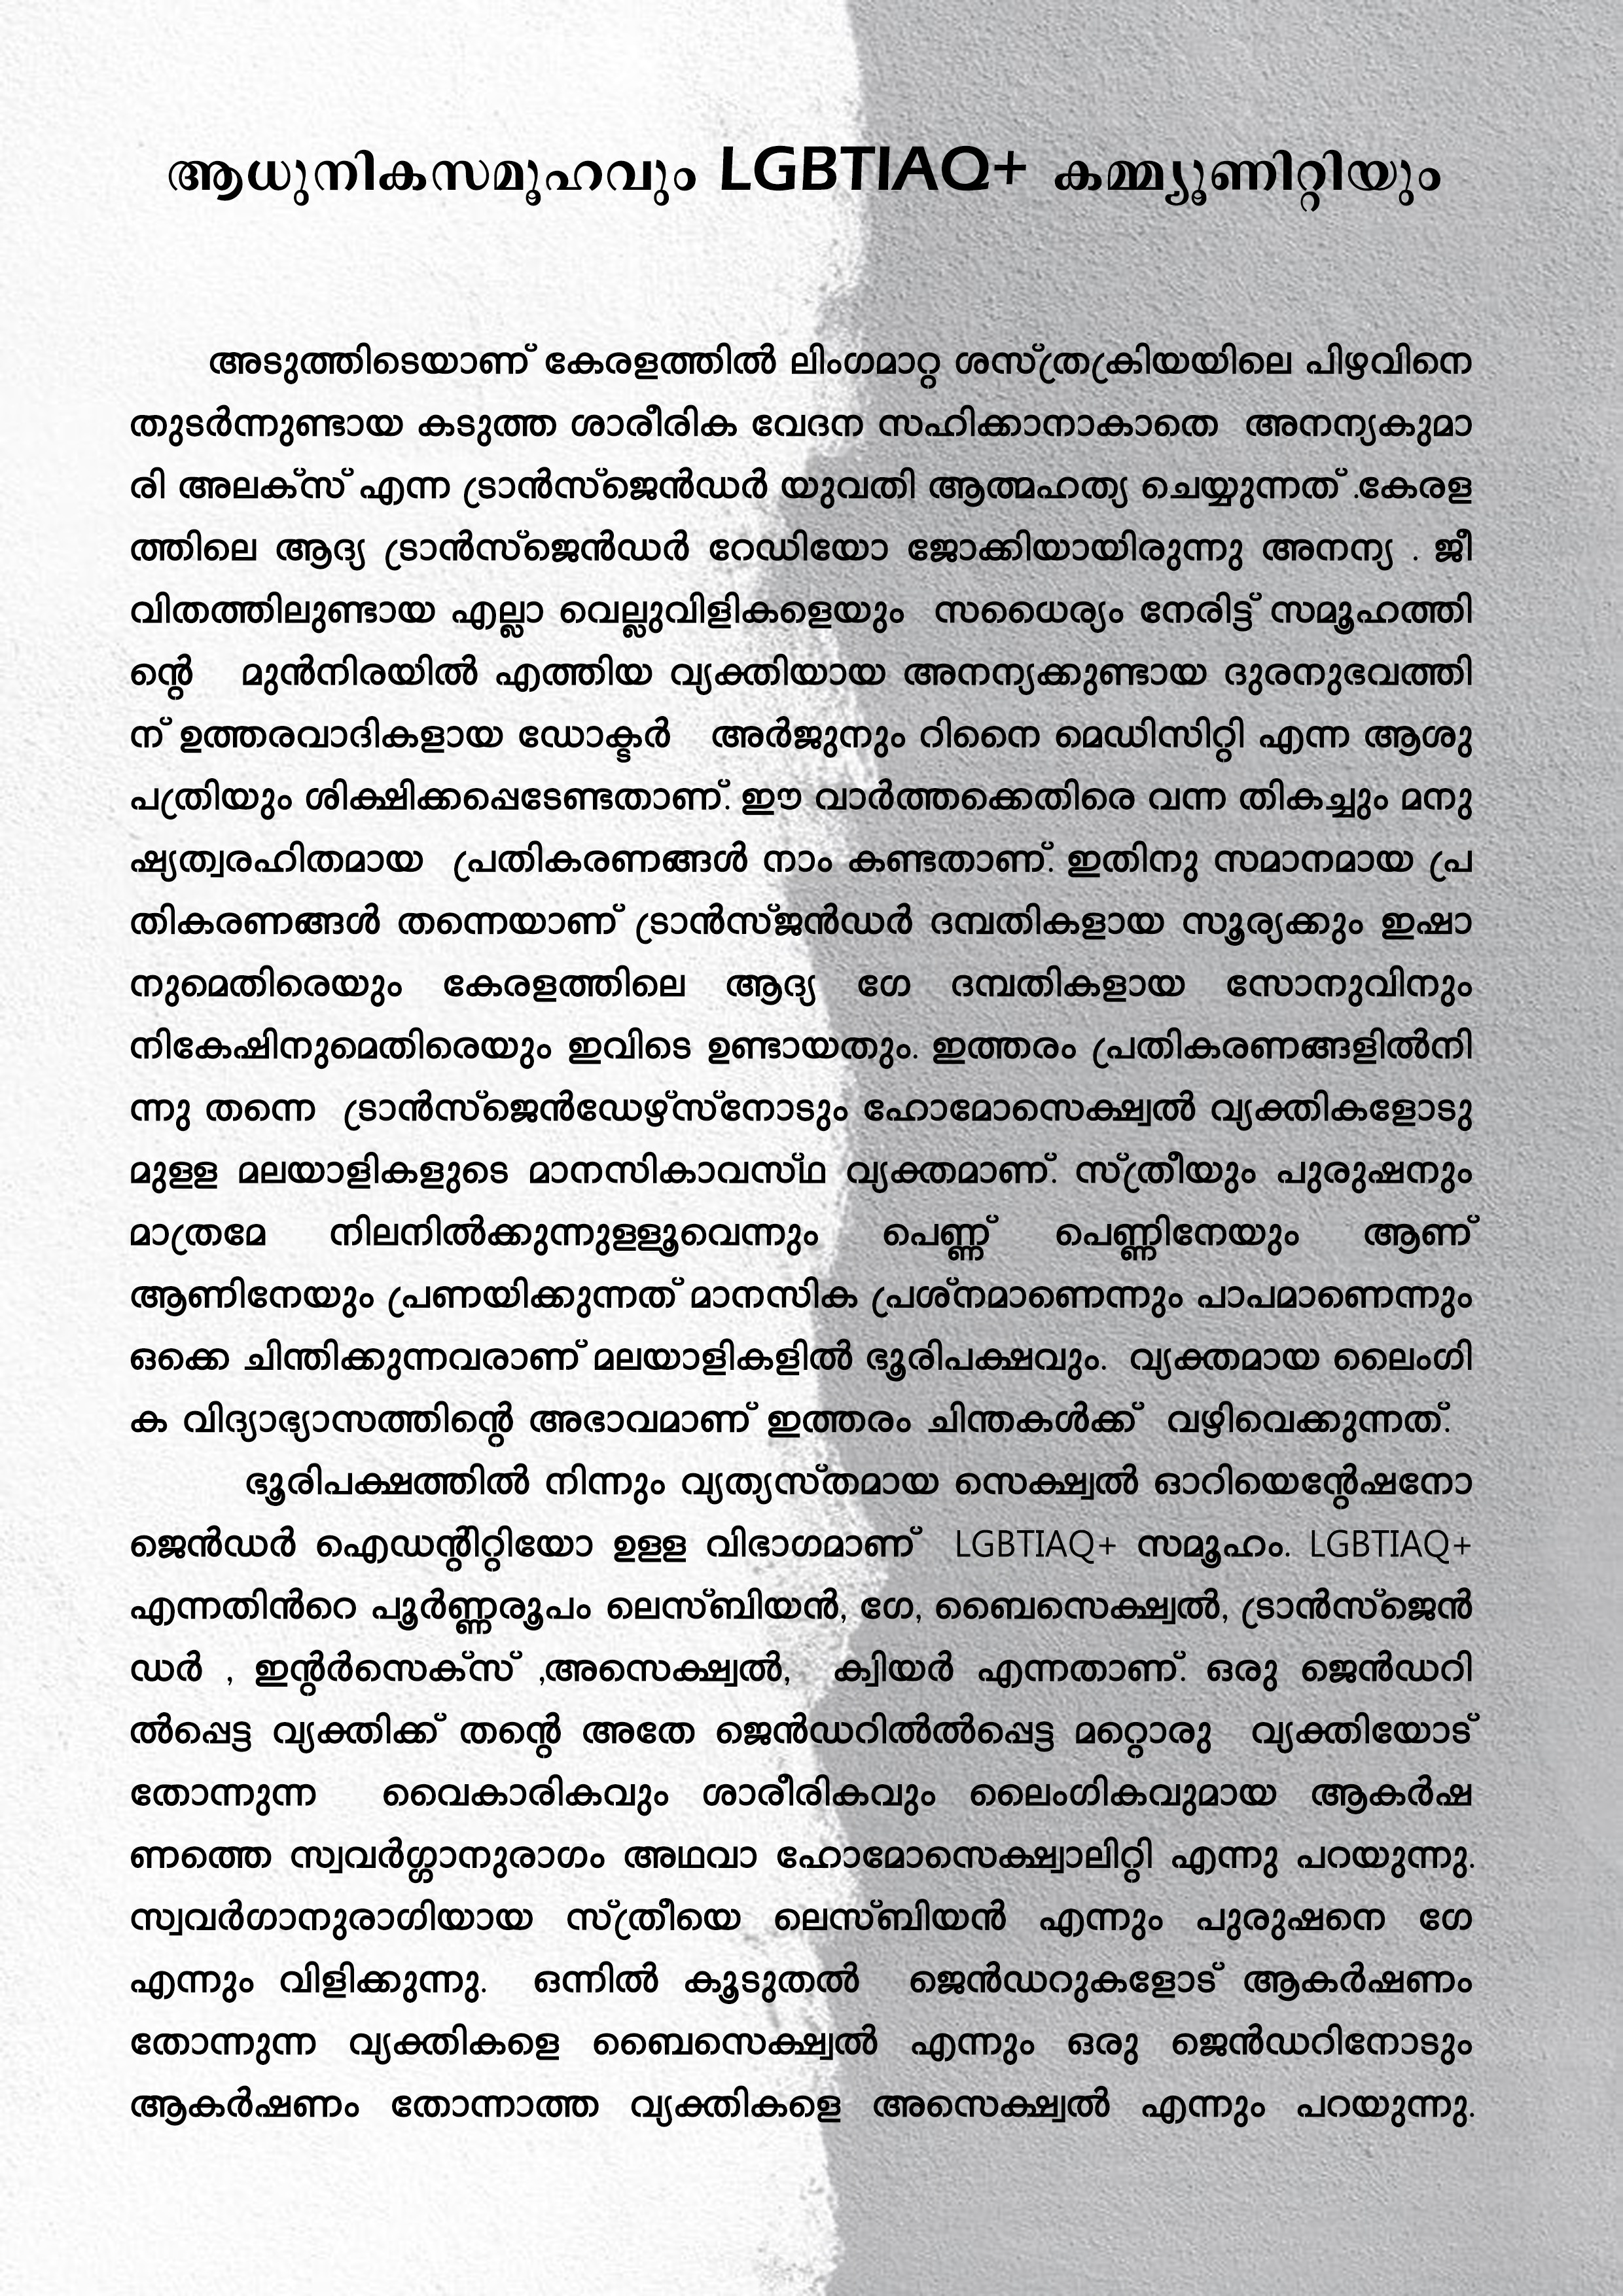 ആധുനികസമൂഹവും LGBTIAQ+ കമ്മ്യൂണിറ്റിയും
അടുത്തിടെയാണ് കേരളത്തിൽ ലിംഗമാറ്റ ശസ്ത്രക്രിയയിലെ പിഴവിനെ
തുടർന്നുണ്ടായ കടുത്ത ശാരീരിക വേദന സഹിക്കാനാകാതെ അനന്യകുമാ
രി അലക്സ് എന്ന ട്രാൻസ്ജെൻഡർ യുവതി ആത്മഹത്യ ചെയ്യുന്നത് .കേരള
ത്തിലെ ആദ്യ ട്രാൻസ്ജെൻഡർ റേഡിയോ ജോക്കിയായിരുന്നു അനന്യ . ജീ
വിതത്തിലുണ്ടായ എല്ലാ വെല്ലുവിളികളെയും സധൈര്യം നേരിട്ട് സമൂഹത്തി
ന്റെ മുൻനിരയിൽ എത്തിയ വ്യക്തിയായ അനന്യക്കുണ്ടായ ദുരനുഭവത്തി
ന് ഉത്തരവാദികളായ ഡോക്ടർ അർജുനും റിനൈ മെഡിസിറ്റി എന്ന ആശു
പത്രിയും ശിക്ഷിക്കപ്പെടേണ്ടതാണ്. ഈ വാർത്തക്കെതിരെ വന്ന തികച്ചും മനു
ഷ്യത്വരഹിതമായ പ്രതികരണങ്ങൾ നാം കണ്ടതാണ്. ഇതിനു സമാനമായ പ്ര
തികരണങ്ങൾ തന്നെയാണ് ട്രാൻസ്ജൻഡർ ദമ്പതികളായ സൂര്യക്കും ഇഷാ
നുമെതിരെയും കേരളത്തിലെ ആദ്യ ഗേ ദമ്പതികളായ സോനുവിനും
നികേഷിനുമെതിരെയും ഇവിടെ ഉണ്ടായതും. ഇത്തരം പ്രതികരണങ്ങളിൽനി
ന്നു തന്നെ ട്രാൻസ്ജെൻഡേഴ്സ്നോടും ഹോമോസെക്ഷ്വൽ വ്യക്തികളോടു
മുളള മലയാളികളുടെ മാനസികാവസ്ഥ വ്യക്തമാണ്. സ്ത്രീയും പുരുഷനും
മാത്രമേ നിലനിൽക്കുന്നുളളൂവെന്നും പെണ്ണ് പെണ്ണിനേയും ആണ്
ആണിനേയും പ്രണയിക്കുന്നത് മാനസിക പ്രശ്നമാണെന്നും പാപമാണെന്നും
ഒക്കെ ചിന്തിക്കുന്നവരാണ് മലയാളികളിൽ ഭൂരിപക്ഷവും. വ്യക്തമായ ലൈംഗി
ക വിദ്യാഭ്യാസത്തിന്റെ അഭാവമാണ് ഇത്തരം ചിന്തകൾക്ക് വഴിവെക്കുന്നത്.
ഭൂരിപക്ഷത്തിൽ നിന്നും വ്യത്യസ്തമായ സെക്ഷ്വൽ ഓറിയെന്റേഷനോ
ജെൻഡർ ഐഡന്റിറ്റിയോ ഉളള വിഭാഗമാണ് LGBTIAQ+ സമൂഹം. LGBTIAQ+
എന്നതിൻറെ പൂർണ്ണരൂപം ലെസ്ബിയൻ, ഗേ, ബൈസെക്ഷ്വൽ, ട്രാൻസ്ജെൻ
ഡർ , ഇന്റർസെക്സ് ,അസെക്ഷ്വൽ, ക്വിയർ എന്നതാണ്. ഒരു ജെൻഡറി
ൽപ്പെട്ട വ്യക്തിക്ക് തന്റെ അതേ ജെൻഡറിൽൽപ്പെട്ട മറ്റൊരു വ്യക്തിയോട്
തോന്നുന്ന വൈകാരികവും ശാരീരികവും ലൈംഗികവുമായ ആകർഷ
ണത്തെ സ്വവർഗ്ഗാനുരാഗം അഥവാ ഹോമോസെക്ഷ്വാലിറ്റി എന്നു പറയുന്നു.
സ്വവർഗാനുരാഗിയായ സ്ത്രീയെ ലെസ്ബിയൻ എന്നും പുരുഷനെ ഗേ
എന്നും വിളിക്കുന്നു. ഒന്നിൽ കൂടുതൽ ജെൻഡറുകളോട് ആകർഷണം
തോന്നുന്ന വ്യക്തികളെ ബൈസെക്ഷ്വൽ എന്നും ഒരു ജെൻഡറിനോടും
ആകർഷണം തോന്നാത്ത വ്യക്തികളെ അസെക്ഷ്വൽ എന്നും പറയുന്നു.